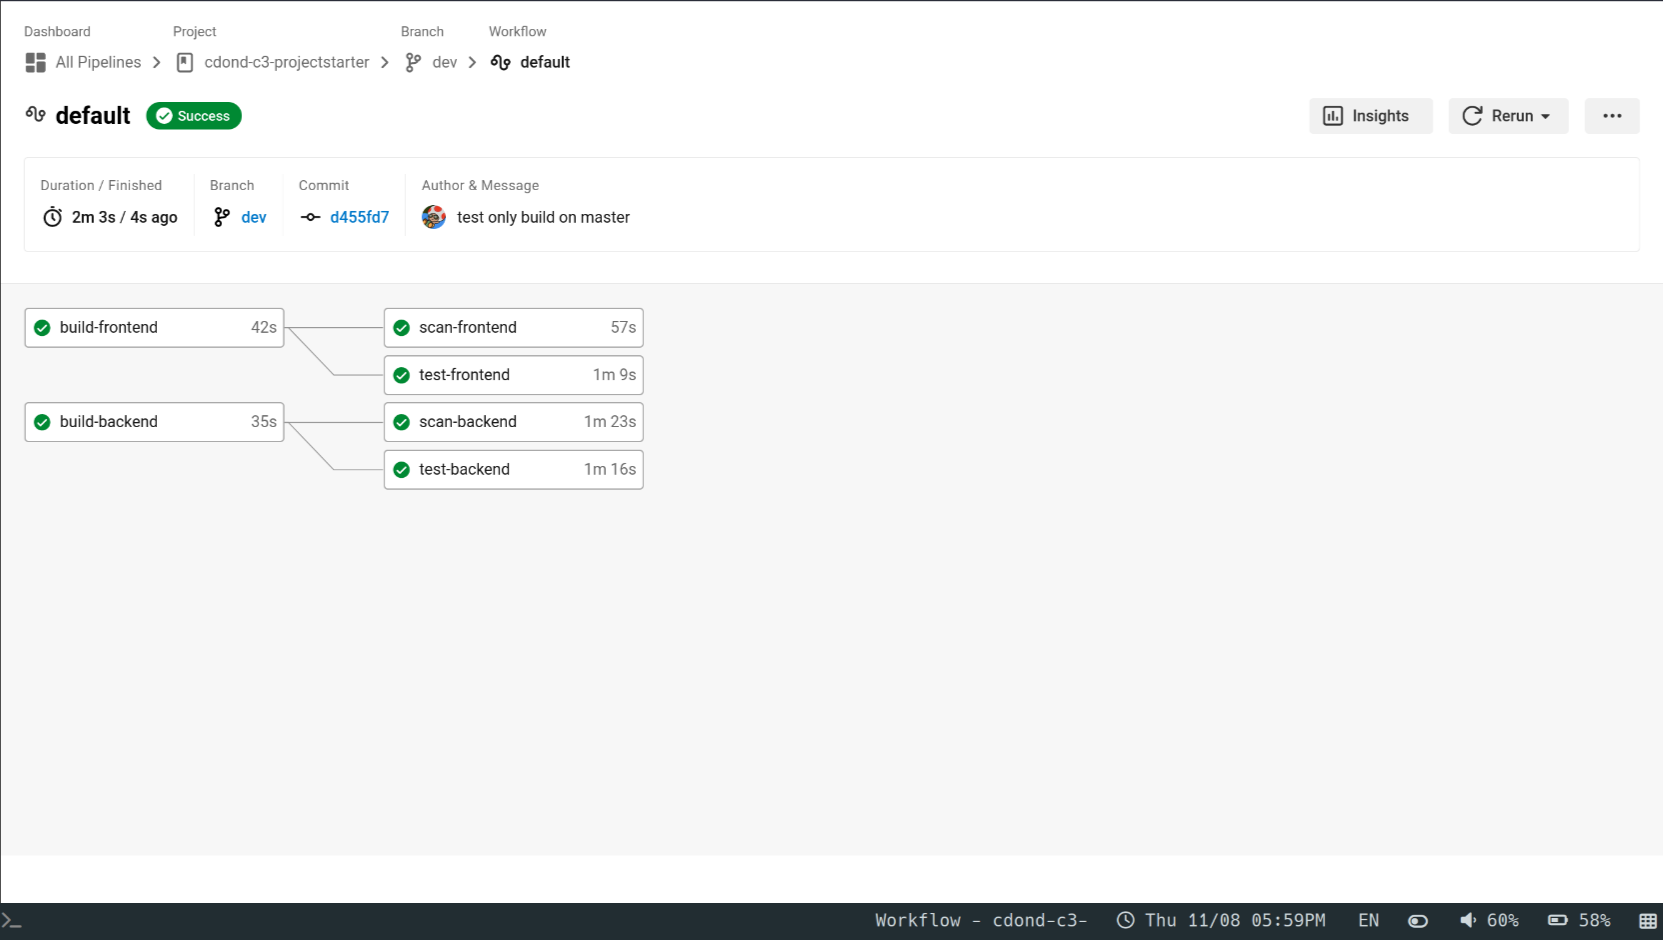 Dashboard Project Branch Workflow
All Pipelines cdond-c3-projectstarter dev default
default Success Insights Rerun
Duration / Finished Branch Commit Author & Message
2m 3s / 4s ago dev d455fd7 test only build on master
build-frontend 42s scan-frontend 57s
test-frontend 1m 9s
build-backend 35s scan-backend 1m 23s
test-backend 1m 16s
Workflow - cdond-c3- Thu 11/08 05:59PM EN 60% 58%